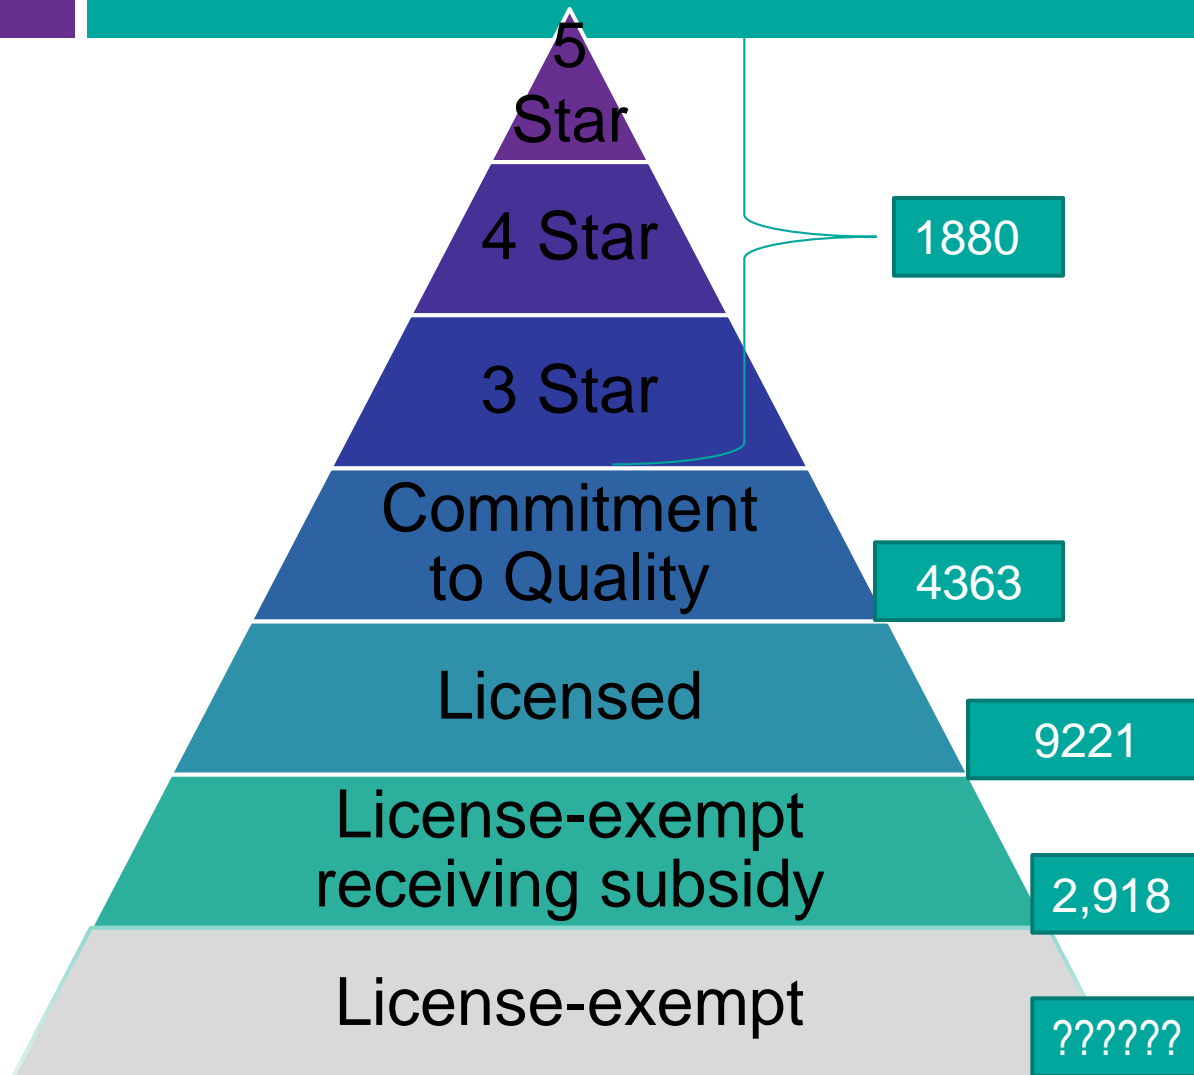 5
Star
4 Star
1880
3 Star
Commitment
to Quality
4363
Licensed
9221
License-exempt
receiving subsidy
2,918
License-exempt
??????